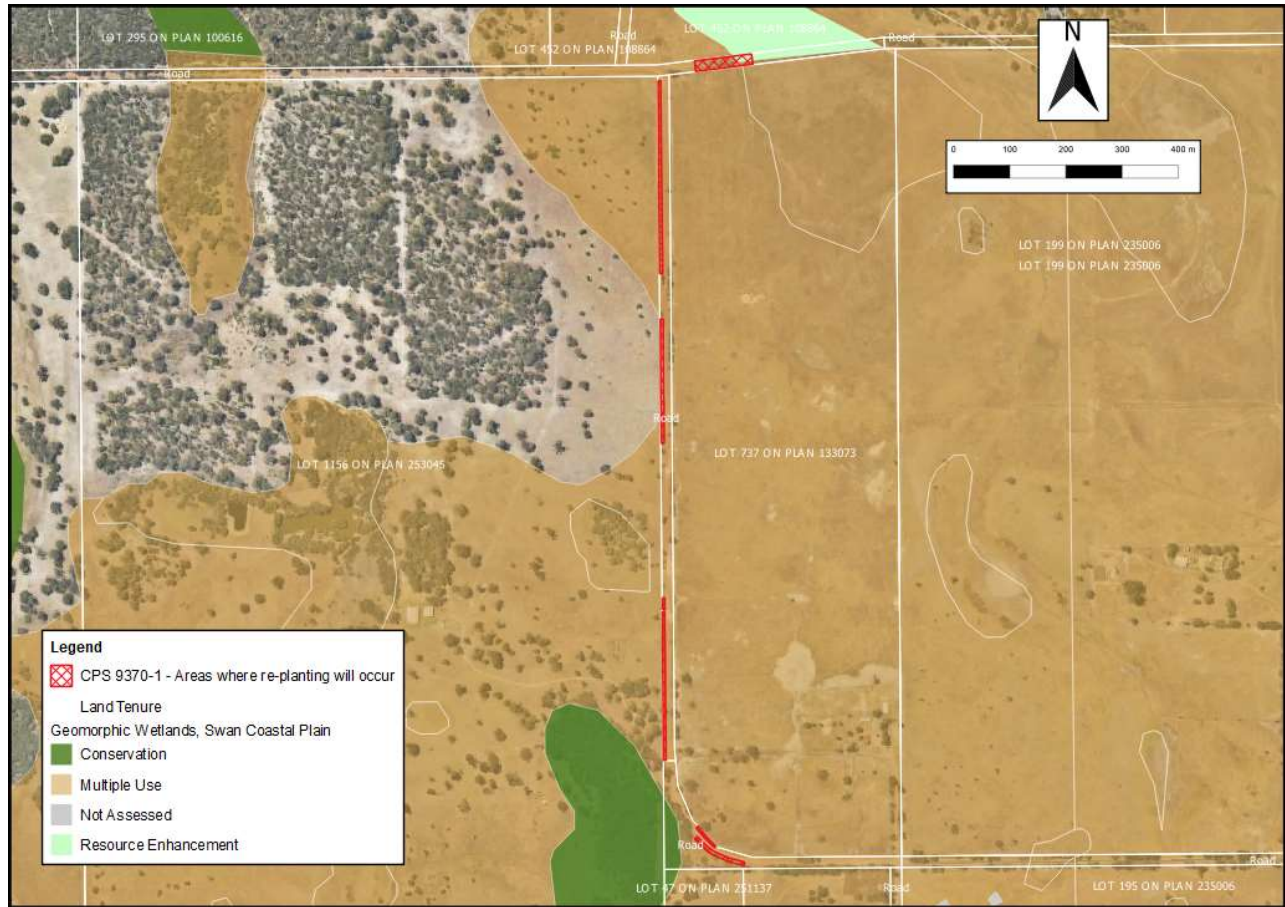 LOT 295 ON PLAN 100616
Road
LOT 452 ON PLAN 108864
Road
Road
N
0 100 200 300 400 m
LOT 199 ON PLAN 235006
LOT 199 ON PLAN 235006
Road
LOT 737 ON PLAN 133073
LOT 1156 ON PLAN 253045
Legend
CPS 9370-1 - Areas where re-planting will occur
Land Tenure
Geomorphic Wetlands, Swan Coastal Plain
Conservation
Multiple Use
Not Assessed
Resource Enhancement
Road
Road
LOT 47 ON PLAN 251137
Road
LOT 195 ON PLAN 235006